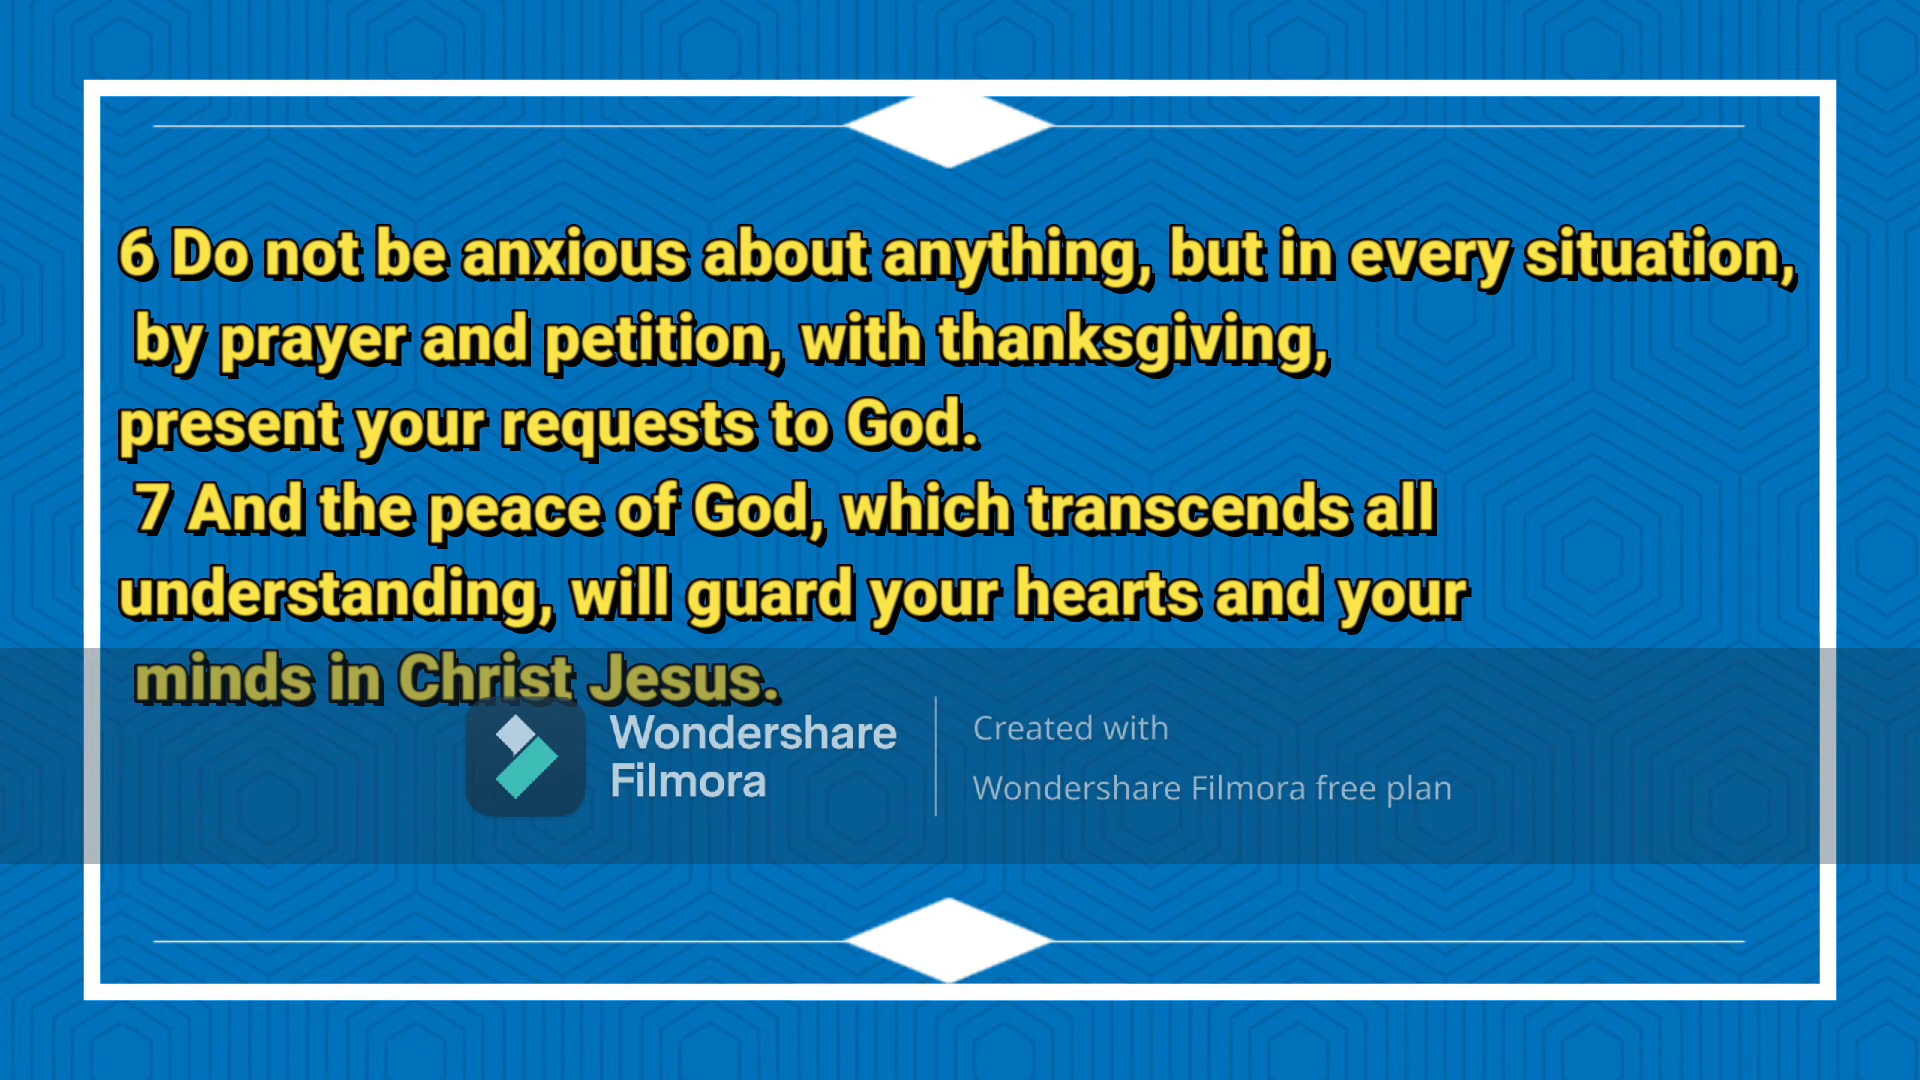 6 Do not be anxious about anything, but in every situation,
by prayer and petition, with thanksgiving,
present your requests to God.
7 And the peace of God, which transcends all
understanding, will guard your hearts and your
minds in Christ Jesus.
Wondershare
Filmora
Created with
Wondershare Filmora free plan